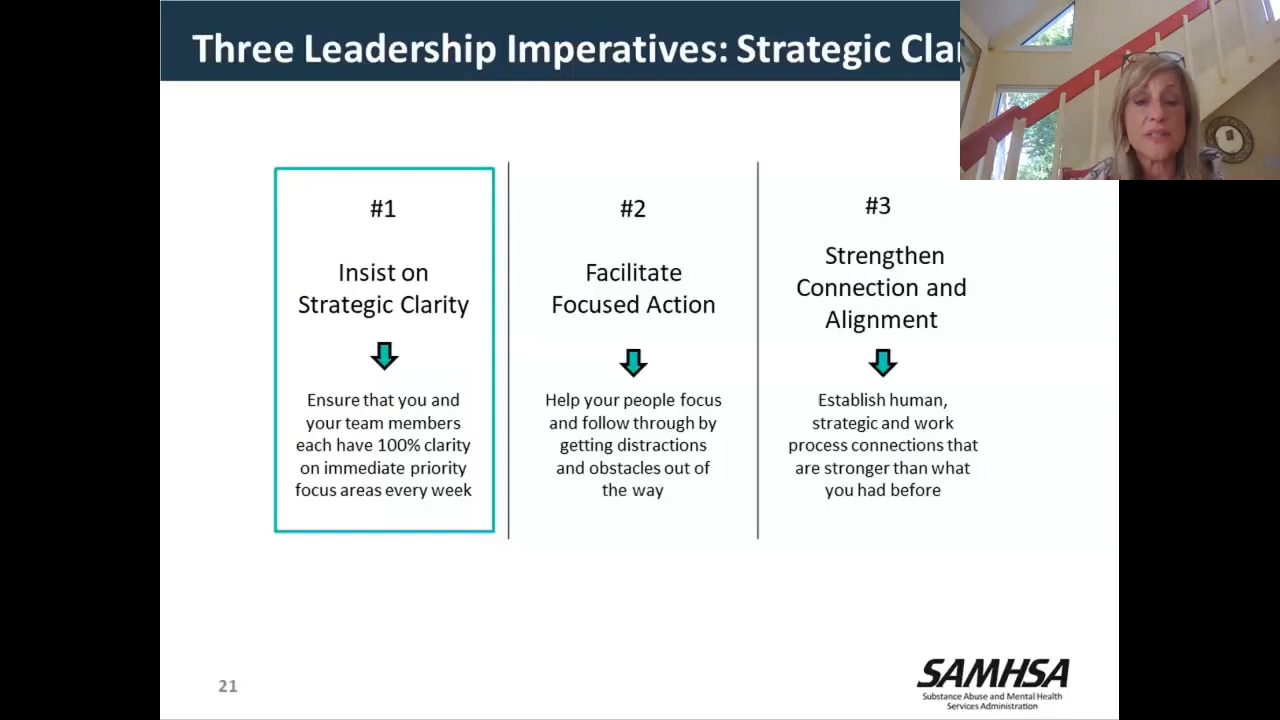 Three Leadership Imperatives: Strategic
#1
Insist on
Strategic Clarity
Ensure that you and
your team members
each have 100% clarity
on immediate priority
focus areas every week
#2
Facilitate
Focused Action
Help your people focus
and follow through by
getting distractions
and obstacles out of
the way
#3
Strengthen
Connection and
Alignment
Establish human,
strategic and work
process connections that
are stronger than what
you had before
21
SAMHSA
Substance Abuse and Mental Health
Services Administration